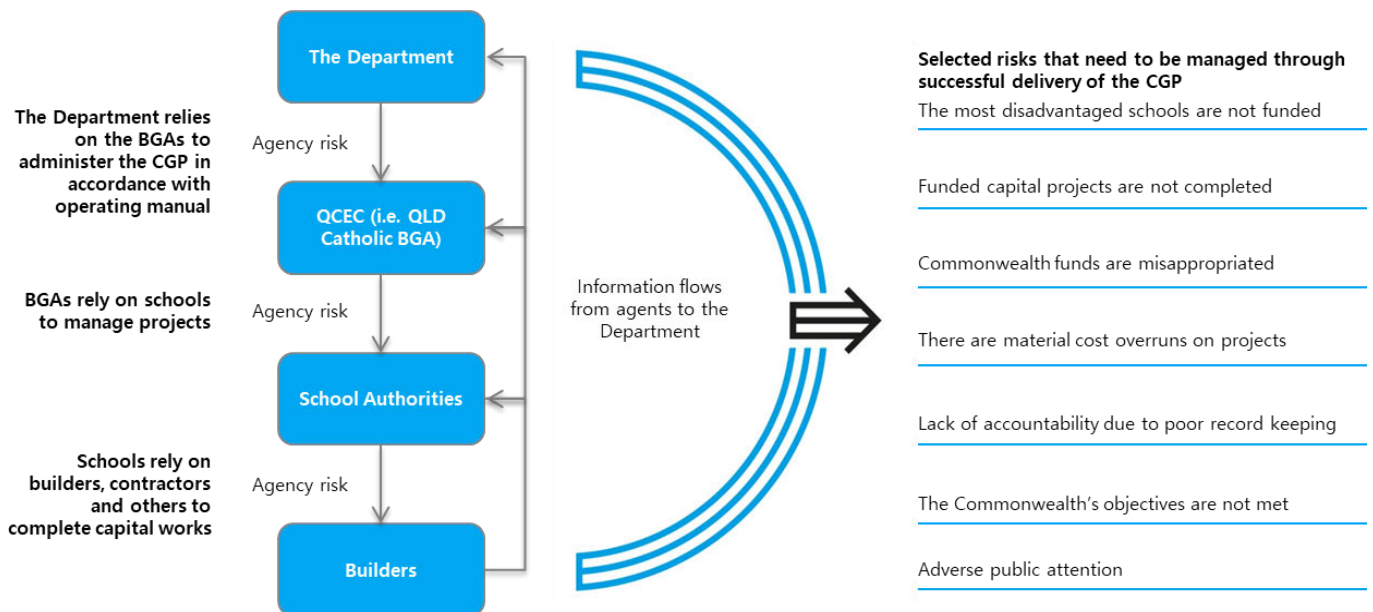 The Department
The Department relies
on the BGAs to
administer the CGP in
accordance with
operating manual
Agency risk
QCEC (i.e. QLD
Catholic BGA)
BGAs rely on schools
to manage projects
Agency risk
School Authorities
Schools rely on
builders, contractors
and others to
complete capital works
Agency risk
Builders
Information flows
from agents to the
Department
Selected risks that need to be managed through
successful delivery of the CGP
The most disadvantaged schools are not funded
Funded capital projects are not completed
Commonwealth funds are misappropriated
There are material cost overruns on projects
Lack of accountability due to poor record keeping
The Commonwealth’s objectives are not met
Adverse public attention